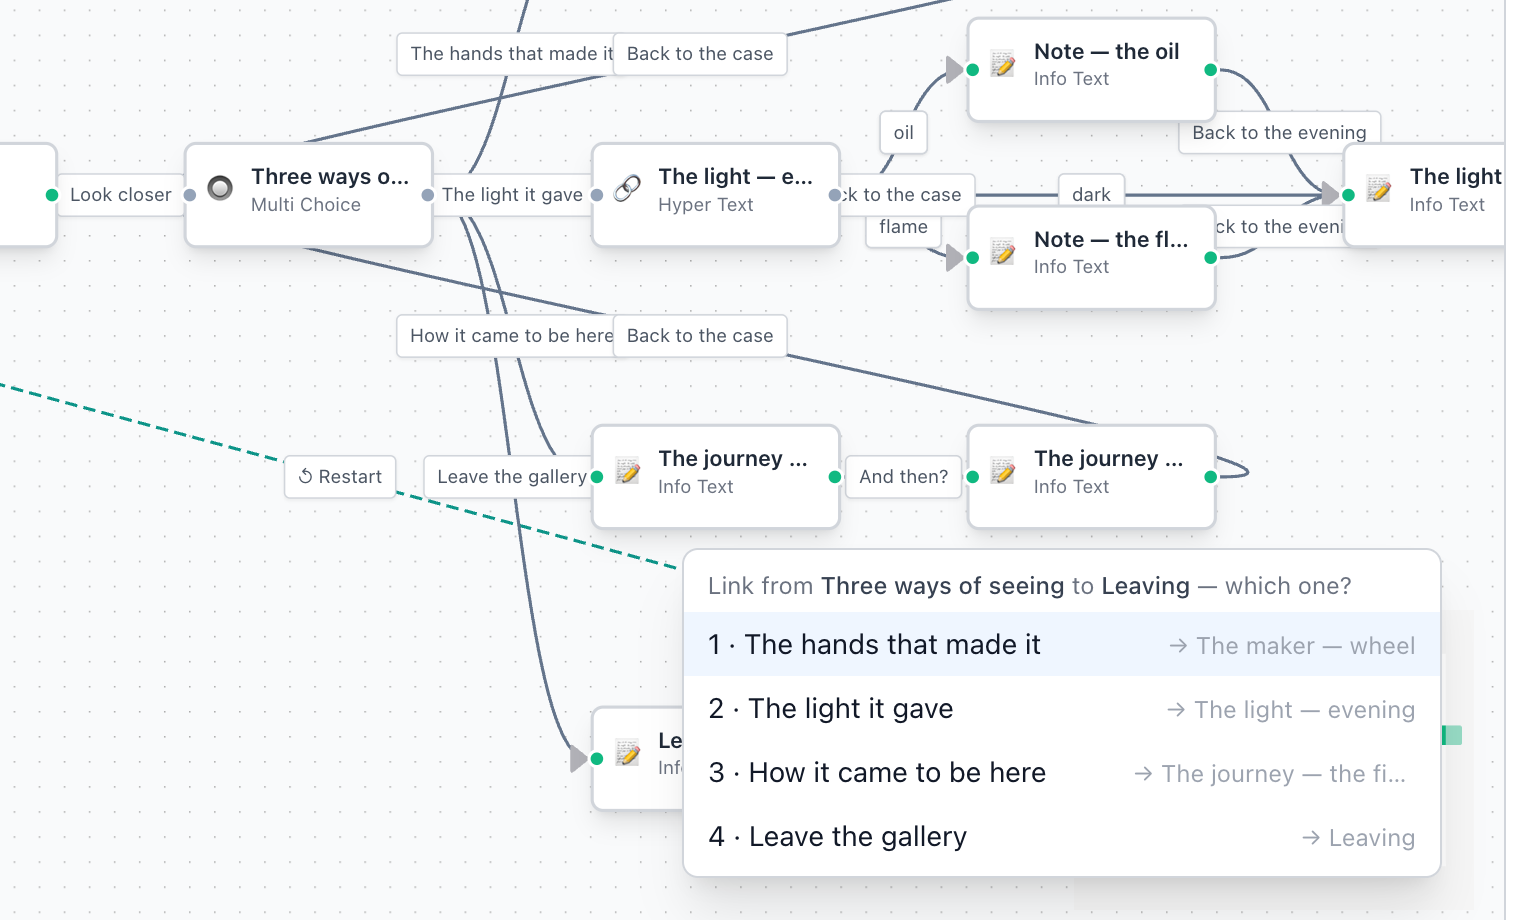 The hands that made it
Back to the case
Note — the oil
Info Text
oil
Back to the evening
Look closer
Three ways o...
Multi Choice
The light it gave
The light — e...
Hyper Text
ck to the case
dark
The light
Info Text
flame
Note — the fl...
Info Text
ck to the eveni
How it came to be here
Back to the case
Restart
Leave the gallery
The journey ...
Info Text
And then?
The journey ...
Info Text
Link from Three ways of seeing to Leaving — which one?
1 · The hands that made it → The maker — wheel
2 · The light it gave → The light — evening
Le
Inf
3 · How it came to be here → The journey — the fi...
4 · Leave the gallery → Leaving